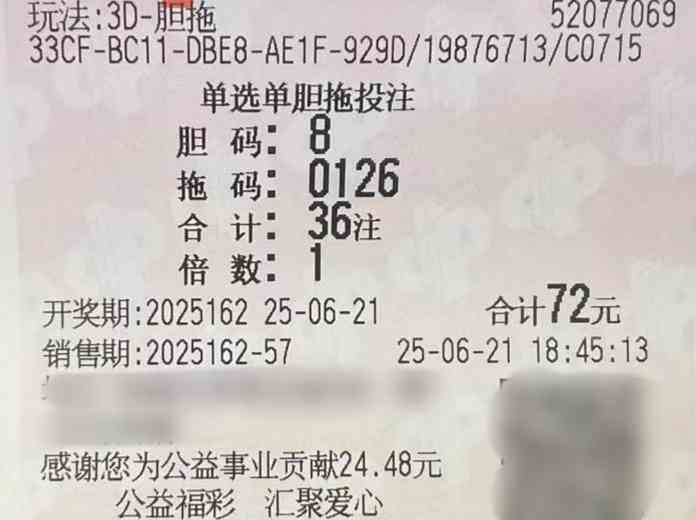 玩法:3D-胆拖 52077069
33CF-BC11-DBE8-AE1F-929D/19876713/C0715
单选单胆拖投注
胆 码: 8
拖 码: 0126
合 计: 36注
倍 数: 1
开奖期:2025162 25-06-21 合计72元
销售期:2025162-57 25-06-21 18:45:13
感谢您为公益事业贡献24.48元
公益福彩 汇聚爱心